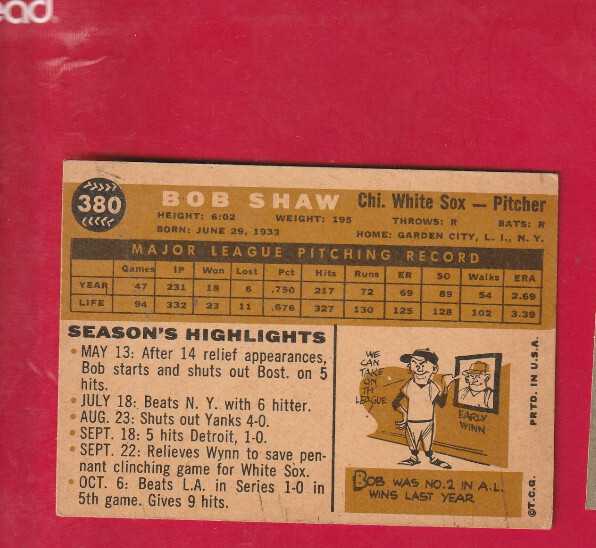 ead
380
BOB SHAW Chi. White Sox — Pitcher
HEIGHT: 6:02 WEIGHT: 195 THROWS: R BATS: R
BORN: JUNE 29, 1933 HOME: GARDEN CITY, L. I., N. Y.
MAJOR LEAGUE PITCHING RECORD
Games IP Won Lost Pct Hits Runs ER SO Walks ERA
YEAR 47 231 18 6 .750 217 72 69 89 54 2.69
LIFE 94 332 23 11 .676 327 130 125 128 102 3.39
SEASON'S HIGHLIGHTS
• MAY 13: After 14 relief appearances,
Bob starts and shuts out Bost. on 5
hits.
• JULY 18: Beats N. Y. with 6 hitter.
• AUG. 23: Shuts out Yanks 4-0.
• SEPT. 18: 5 hits Detroit, 1-0.
• SEPT. 22: Relieves Wynn to save pen-
nant clinching game for White Sox.
• OCT. 6: Beats L.A. in Series 1-0 in
5th game. Gives 9 hits.
WE
CAN
TAKE
ON
TH
LEAGUE
EARLY
WINN
BOB WAS NO. 2 IN A.L.
WINS LAST YEAR
©T.C.G. PRTD. IN U.S.A.